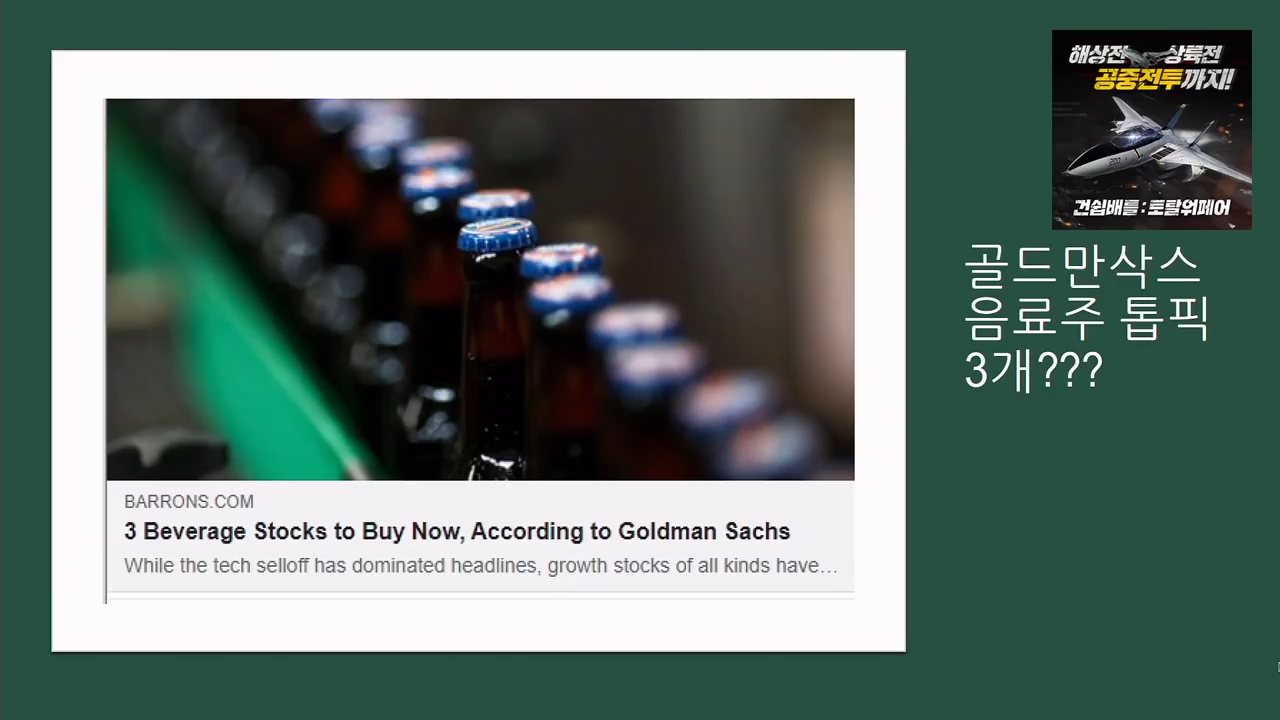 BARRONS.COM
3 Beverage Stocks to Buy Now, According to Goldman Sachs
While the tech selloff has dominated headlines, growth stocks of all kinds have…
해상전 상륙전
공중전투까지!
200
건쉽배틀 : 토탈워페어
골드만삭스
음료주 톱픽
3개???